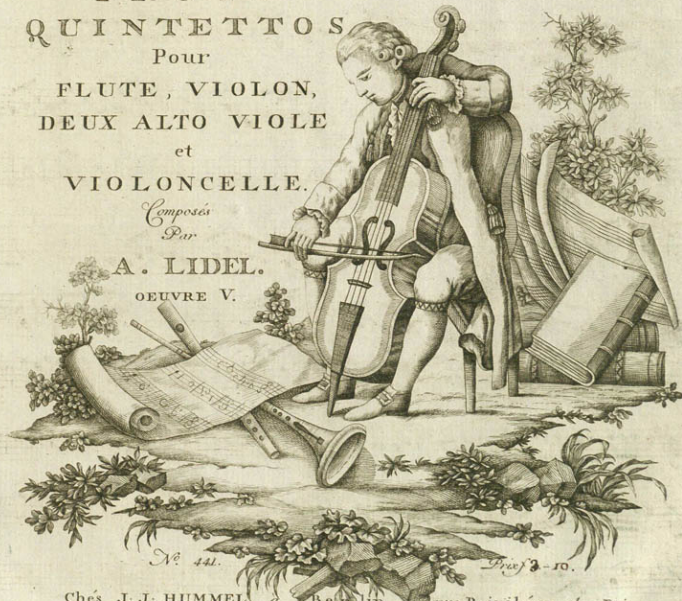 QUINTETTOS
Pour
FLUTE, VIOLON,
DEUX ALTO VIOLE
et
VIOLONCELLE.
Composés
Par
A. LIDEL.
OEUVRE V.
No. 441.
Chés J. J. HUMMEL